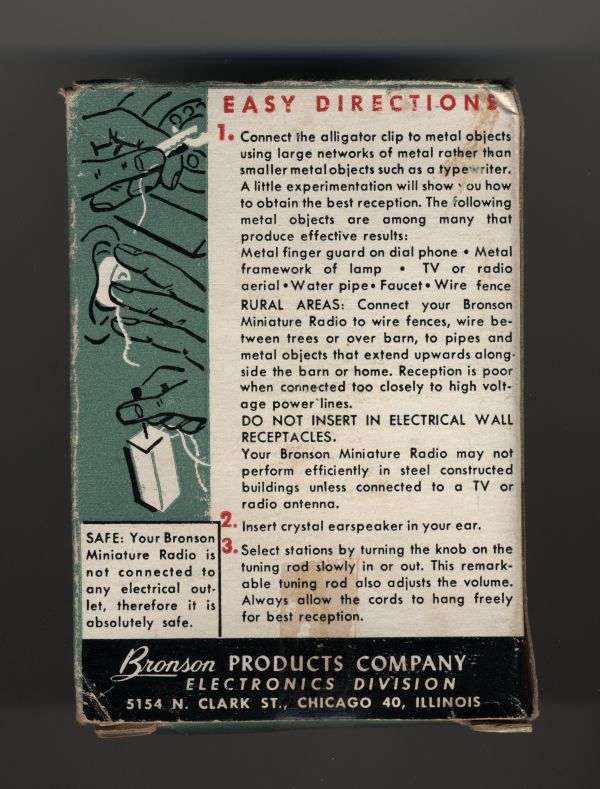 EASY DIRECTIONS
1. Connect the alligator clip to metal objects
using large networks of metal rather than
smaller metal objects such as a typewriter.
A little experimentation will show you how
to obtain the best reception. The following
metal objects are among many that
produce effective results:
Metal finger guard on dial phone • Metal
framework of lamp • TV or radio
aerial • Water pipe • Faucet • Wire fence
RURAL AREAS: Connect your Bronson
Miniature Radio to wire fences, wire be-
tween trees or over barn, to pipes and
metal objects that extend upwards along-
side the barn or home. Reception is poor
when connected too closely to high volt-
age power lines.
DO NOT INSERT IN ELECTRICAL WALL
RECEPTACLES.
Your Bronson Miniature Radio may not
perform efficiently in steel constructed
buildings unless connected to a TV or
radio antenna.
2. Insert crystal earspeaker in your ear.
3. Select stations by turning the knob on the
tuning rod slowly in or out. This remark-
able tuning rod also adjusts the volume.
Always allow the cords to hang freely
for best reception.
SAFE: Your Bronson
Miniature Radio is
not connected to
any electrical out-
let, therefore it is
absolutely safe.
Bronson PRODUCTS COMPANY
ELECTRONICS DIVISION
5154 N. CLARK ST., CHICAGO 40, ILLINOIS